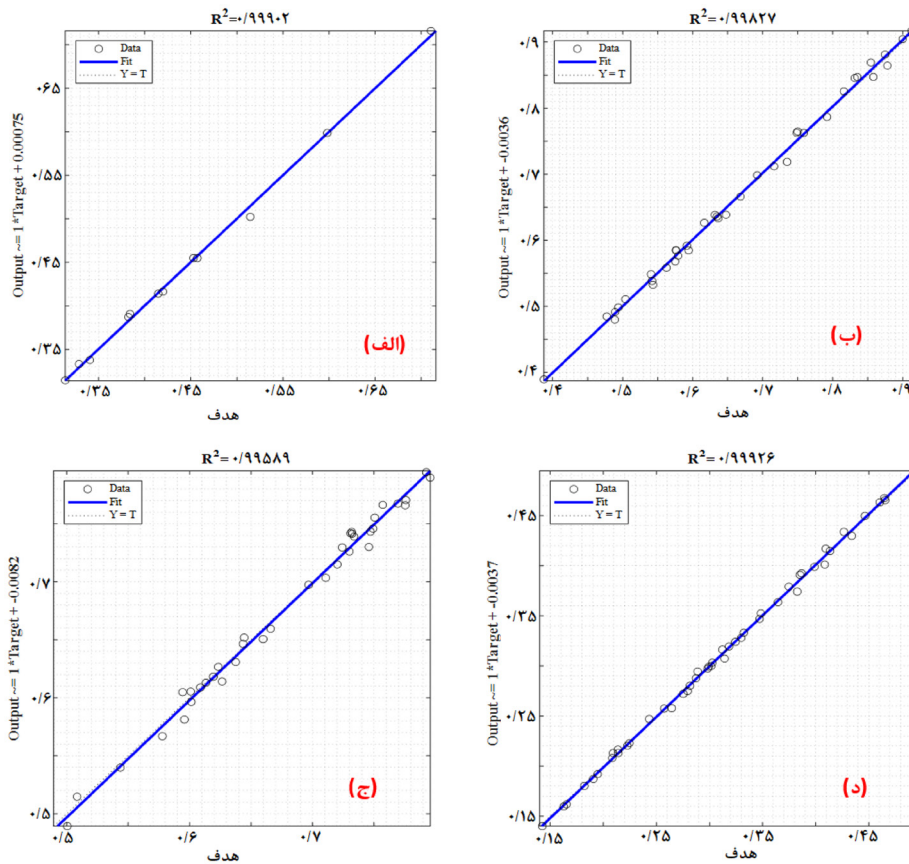 R²=۰/۹۹۹۰۲
Data
Fit
Y = T
Output ~= 1*Target + 0.00075
۰/۶۵
۰/۵۵
۰/۴۵
۰/۳۵
(الف)
۰/۳۵ ۰/۴۵ ۰/۵۵ ۰/۶۵
هدف
R²=۰/۹۹۸۲۷
Data
Fit
Y = T
Output ~= 1*Target + -0.0036
۰/۹
۰/۸
۰/۷
۰/۶
۰/۵
۰/۴
(ب)
۰/۴ ۰/۵ ۰/۶ ۰/۷ ۰/۸ ۰/۹
هدف
R²=۰/۹۹۵۸۹
Data
Fit
Y = T
Output ~= 1*Target + -0.0082
۰/۷
۰/۶
۰/۵
(ج)
۰/۵ ۰/۶ ۰/۷
هدف
R²=۰/۹۹۹۲۶
Data
Fit
Y = T
Output ~= 1*Target + -0.0037
۰/۴۵
۰/۳۵
۰/۲۵
۰/۱۵
(د)
۰/۱۵ ۰/۲۵ ۰/۳۵ ۰/۴۵
هدف